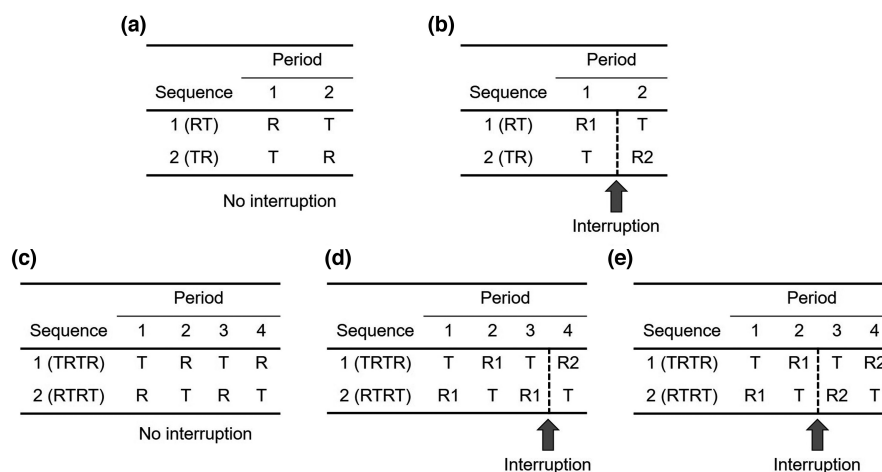 (a)
Period
Sequence 1 2
1 (RT) R T
2 (TR) T R
No interruption
(b)
Period
Sequence 1 2
1 (RT) R1 T
2 (TR) T R2
Interruption
(c)
Period
Sequence 1 2 3 4
1 (TRTR) T R T R
2 (RTRT) R T R T
No interruption
(d)
Period
Sequence 1 2 3 4
1 (TRTR) T R1 T R2
2 (RTRT) R1 T R1 T
Interruption
(e)
Period
Sequence 1 2 3 4
1 (TRTR) T R1 T R2
2 (RTRT) R1 T R2 T
Interruption